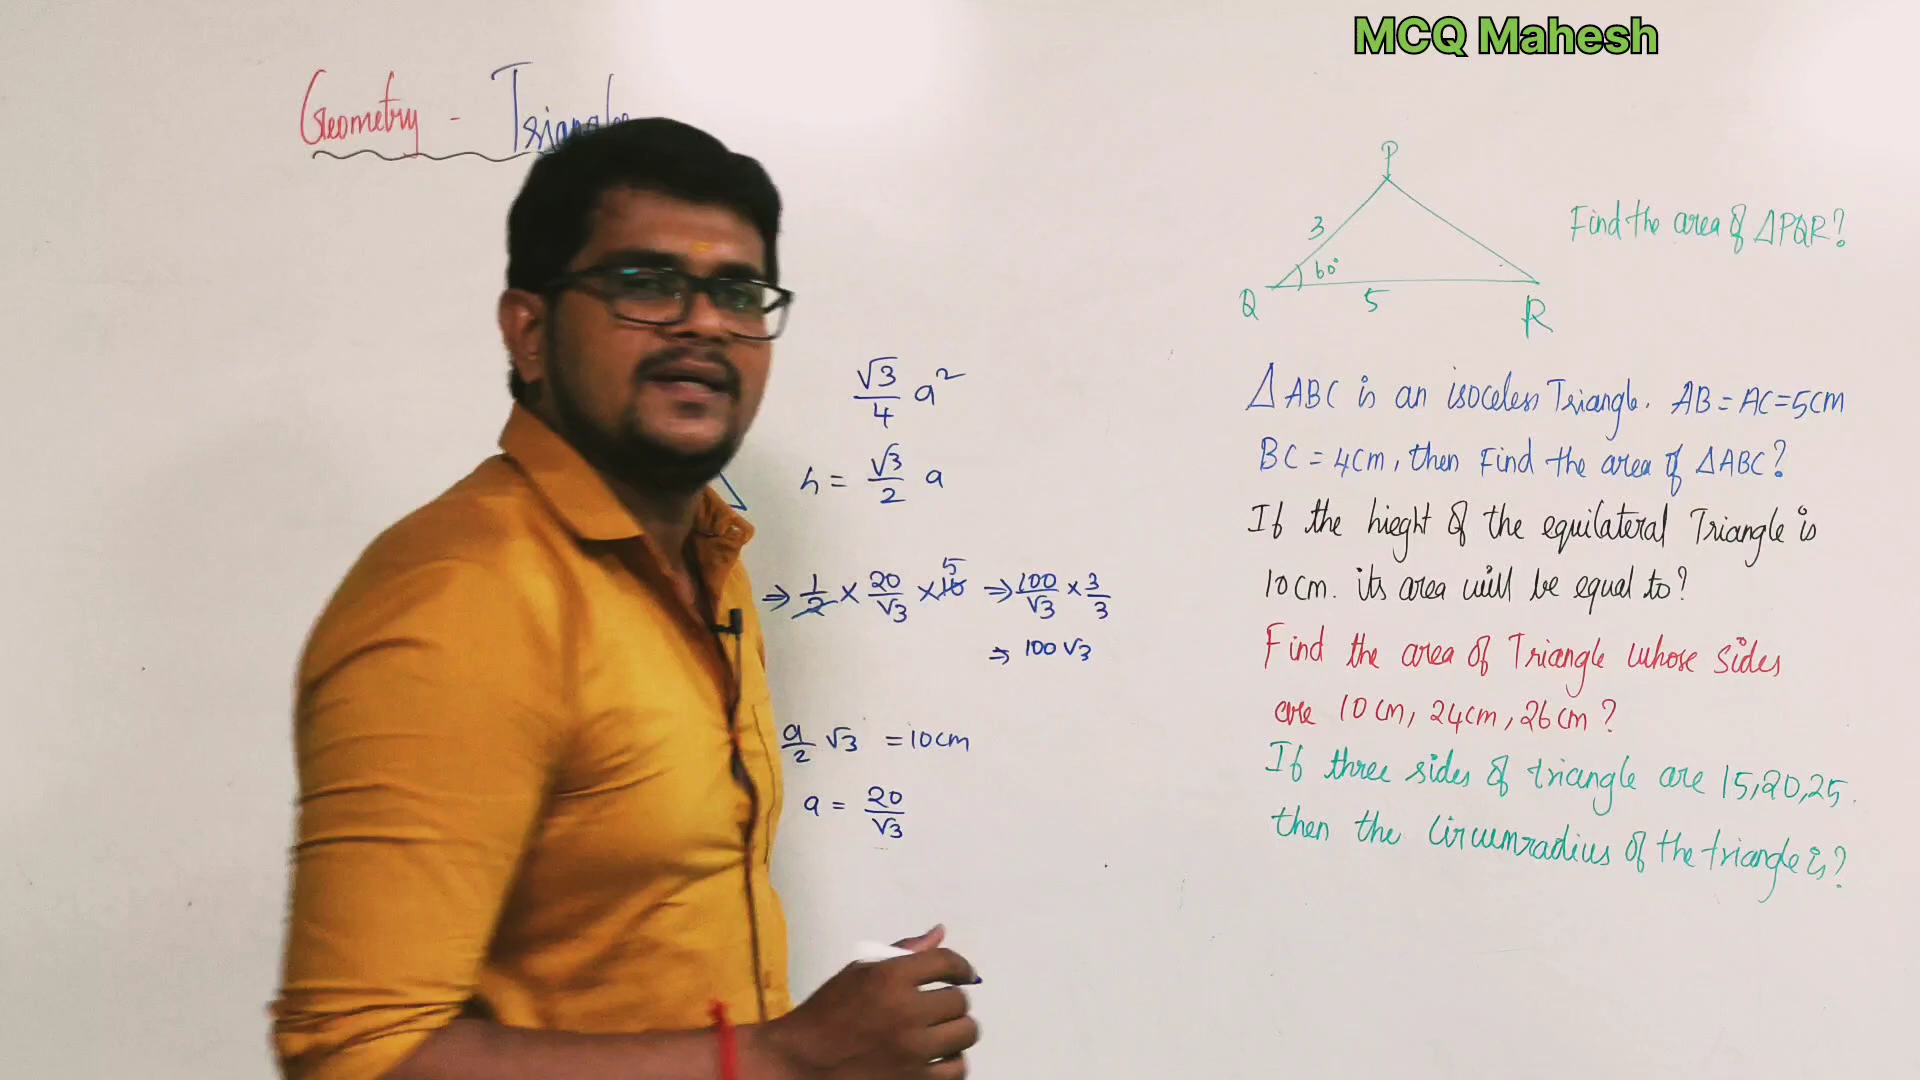 MCQ Mahesh
Geometry - Triangles
P
3
60°
Q
5
R
Find the area of ΔPQR?
√3/4 a²
h = √3/2 a
⇒ 1/2 × 20/√3 × 10 5 ⇒ 100/√3 × 3/3
⇒ 100√3
a/2 √3 = 10cm
a = 20/√3
ΔABC is an isoceless Triangle. AB = AC = 5cm
BC = 4cm, then Find the area of ΔABC?
If the hieght of the equilateral Triangle is
10cm. its area will be equal to?
Find the area of Triangle whose sides
are 10cm, 24cm, 26cm?
If three sides of triangle are 15,20,25.
then the circumradius of the triangle is?